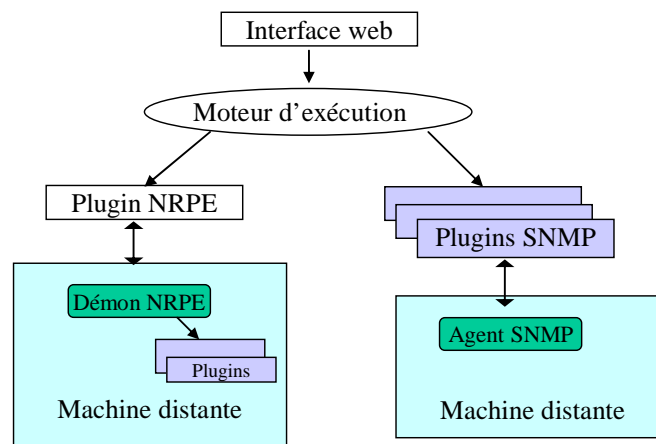 Interface web
Moteur d’exécution
Plugin NRPE
Plugins SNMP
Démon NRPE
Plugins
Machine distante
Agent SNMP
Machine distante